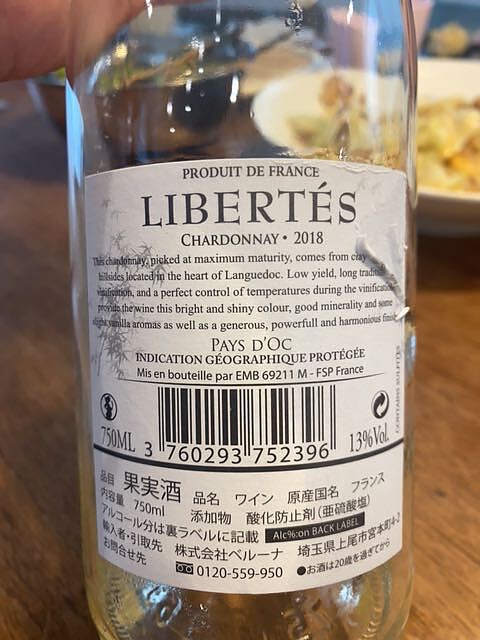 PRODUIT DE FRANCE
LIBERTÉS
CHARDONNAY • 2018
This chardonnay, picked at maximum maturity, comes from clay
hillsides located in the heart of Languedoc. Low yield, long
vinification, and a perfect control of temperatures during the vinification
provide the wine this bright and shiny colour, good minerality and some
slight vanilla aromas as well as a generous, powerfull and harmonious finish.
PAYS D'OC
INDICATION GÉOGRAPHIQUE PROTÉGÉE
Mis en bouteille par EMB 69211 M - FSP France
CONTAINS SULFITES
750ML
3 760293 752396
13%Vol.
品目 果実酒 品名 ワイン 原産国名 フランス
内容量 750ml 添加物 酸化防止剤(亜硫酸塩)
アルコール分は裏ラベルに記載 Alc%:on BACK LABEL
輸入者・引取先 株式会社ベルーナ 埼玉県上尾市宮本町4-2
お問合せ先 0120-559-950 ●お酒は20歳を過ぎてから